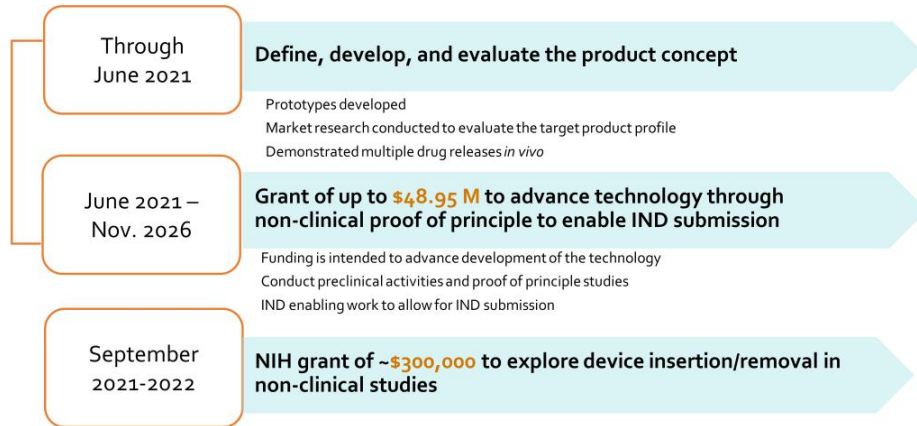 Through
June 2021
Define, develop, and evaluate the product concept
Prototypes developed
Market research conducted to evaluate the target product profile
Demonstrated multiple drug releases in vivo
June 2021 –
Nov. 2026
Grant of up to $48.95 M to advance technology through
non-clinical proof of principle to enable IND submission
Funding is intended to advance development of the technology
Conduct preclinical activities and proof of principle studies
IND enabling work to allow for IND submission
September
2021-2022
NIH grant of ~$300,000 to explore device insertion/removal in
non-clinical studies